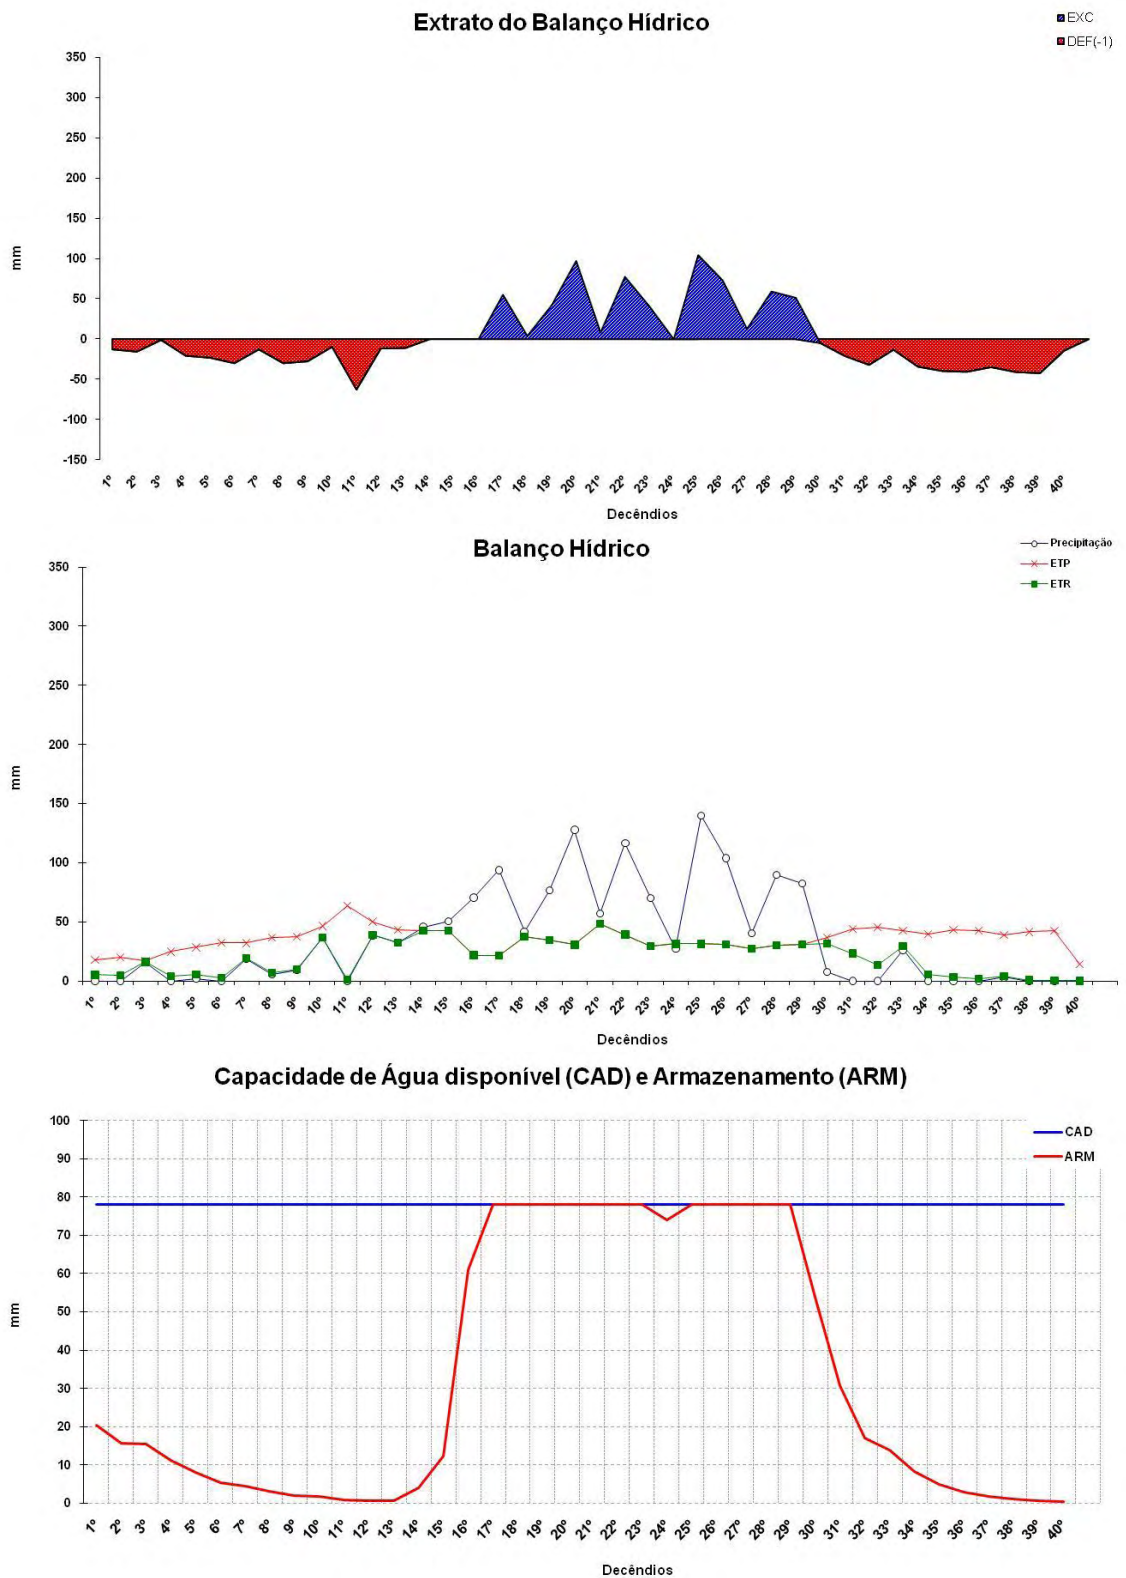 Extrato do Balanço Hídrico
EXC
DEF(-1)
350
300
250
200
150
100
50
0
-50
-100
-150
mm
1º 2º 3º 4º 5º 6º 7º 8º 9º 10º 11º 12º 13º 14º 15º 16º 17º 18º 19º 20º 21º 22º 23º 24º 25º 26º 27º 28º 29º 30º 31º 32º 33º 34º 35º 36º 37º 38º 39º 40º
Decêndios
Balanço Hídrico
Precipitação
ETP
ETR
350
300
250
200
150
100
50
0
mm
1º 2º 3º 4º 5º 6º 7º 8º 9º 10º 11º 12º 13º 14º 15º 16º 17º 18º 19º 20º 21º 22º 23º 24º 25º 26º 27º 28º 29º 30º 31º 32º 33º 34º 35º 36º 37º 38º 39º 40º
Decêndios
Capacidade de Água disponível (CAD) e Armazenamento (ARM)
CAD
ARM
100
90
80
70
60
50
40
30
20
10
0
mm
1º 2º 3º 4º 5º 6º 7º 8º 9º 10º 11º 12º 13º 14º 15º 16º 17º 18º 19º 20º 21º 22º 23º 24º 25º 26º 27º 28º 29º 30º 31º 32º 33º 34º 35º 36º 37º 38º 39º 40º
Decêndios